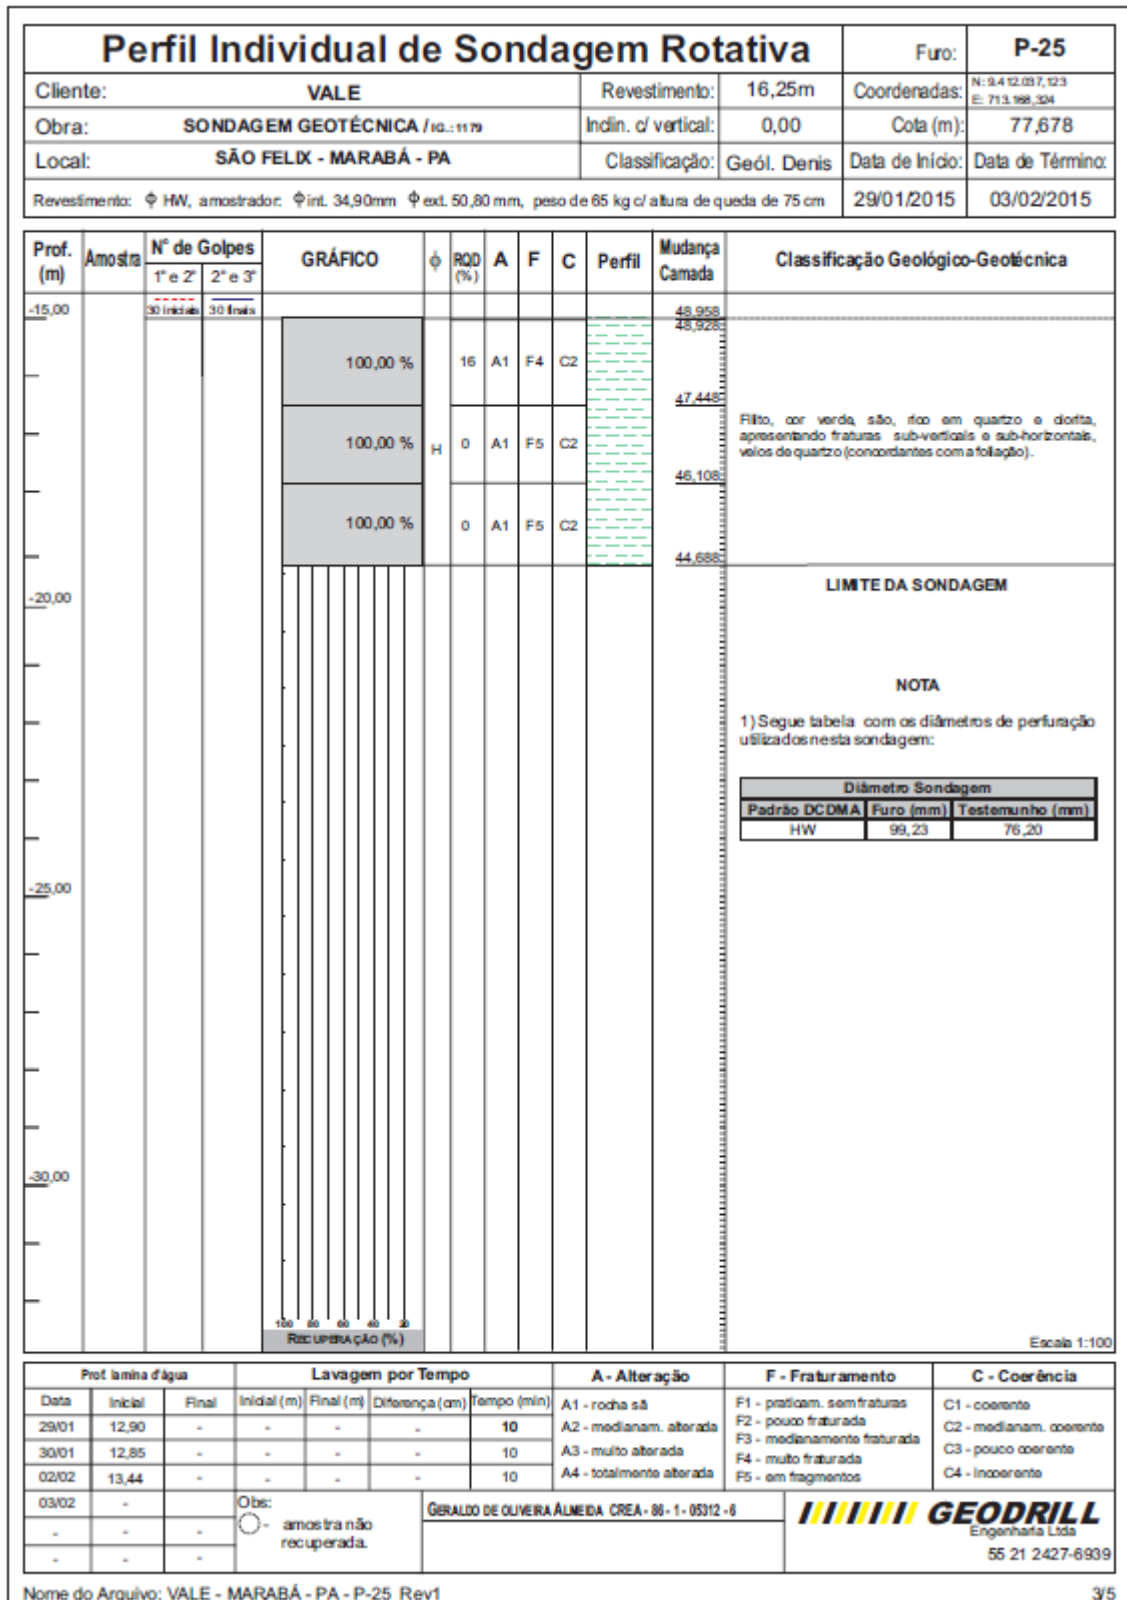 Perfil Individual de Sondagem Rotativa
Furo:
P-25
Cliente:
VALE
Revestimento:
16,25m
Coordenadas:
N: 9.412.037,123
E: 713.168,324
Obra:
SONDAGEM GEOTÉCNICA / IG.: 1179
Inclin. c/ vertical:
0,00
Cota (m):
77,678
Local:
SÃO FELIX - MARABÁ - PA
Classificação:
Geól. Denis
Data de Início:
Data de Término:
Revestimento: ϕ HW, amostrador: ϕ int. 34,90mm ϕ ext. 50,80 mm, peso de 65 kg c/ altura de queda de 75 cm
29/01/2015
03/02/2015
Prof.
(m)
Amostra
N° de Golpes
1° e 2°
2° e 3°
GRÁFICO
ϕ
RQD
(%)
A
F
C
Perfil
Mudança
Camada
Classificação Geológico-Geotécnica
30 iniciais
30 finais
-15,00
48,958
48,928
100,00 %
16
A1
F4
C2
47,448
100,00 %
H
0
A1
F5
C2
46,108
100,00 %
0
A1
F5
C2
44,688
Filito, cor verde, são, rico em quartzo e clorita,
apresentando fraturas sub-verticais e sub-horizontais,
veios de quartzo (concordantes com a foliação).
LIMITE DA SONDAGEM
-20,00
NOTA
1) Segue tabela com os diâmetros de perfuração
utilizados nesta sondagem:
Diâmetro Sondagem
Padrão DCDMA
Furo (mm)
Testemunho (mm)
HW
99,23
76,20
-25,00
-30,00
100 80 60 40 20
RECUPERAÇÃO (%)
Escala 1:100
Prof. lamina d'água
Lavagem por Tempo
A - Alteração
F - Fraturamento
C - Coerência
Data
Inicial
Final
Inicial (m)
Final (m)
Diferença (cm)
Tempo (min)
29/01
12,90
-
-
-
-
10
30/01
12,85
-
-
-
-
10
02/02
13,44
-
-
-
-
10
03/02
-
-
-
-
-
-
-
A1 - rocha sã
A2 - medianam. alterada
A3 - muito alterada
A4 - totalmente alterada
F1 - praticam. sem fraturas
F2 - pouco fraturada
F3 - medianamente fraturada
F4 - muito fraturada
F5 - em fragmentos
C1 - coerente
C2 - medianam. coerente
C3 - pouco coerente
C4 - incoerente
Obs:
- amostra não
recuperada.
GERALDO DE OLIVEIRA ALMEIDA CREA - 86 - 1 - 05312 - 6
GEODRILL
Engenharia Ltda
55 21 2427-6939
Nome do Arquivo: VALE - MARABÁ - PA - P-25_Rev1
3/5